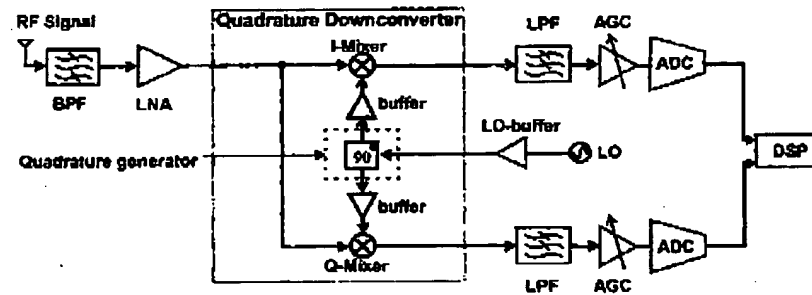 RF Signal
BPF
LNA
Quadrature Downconverter
I-Mixer
buffer
Quadrature generator
90°
LO-buffer
LO
buffer
Q-Mixer
LPF
AGC
ADC
DSP
LPF
AGC
ADC